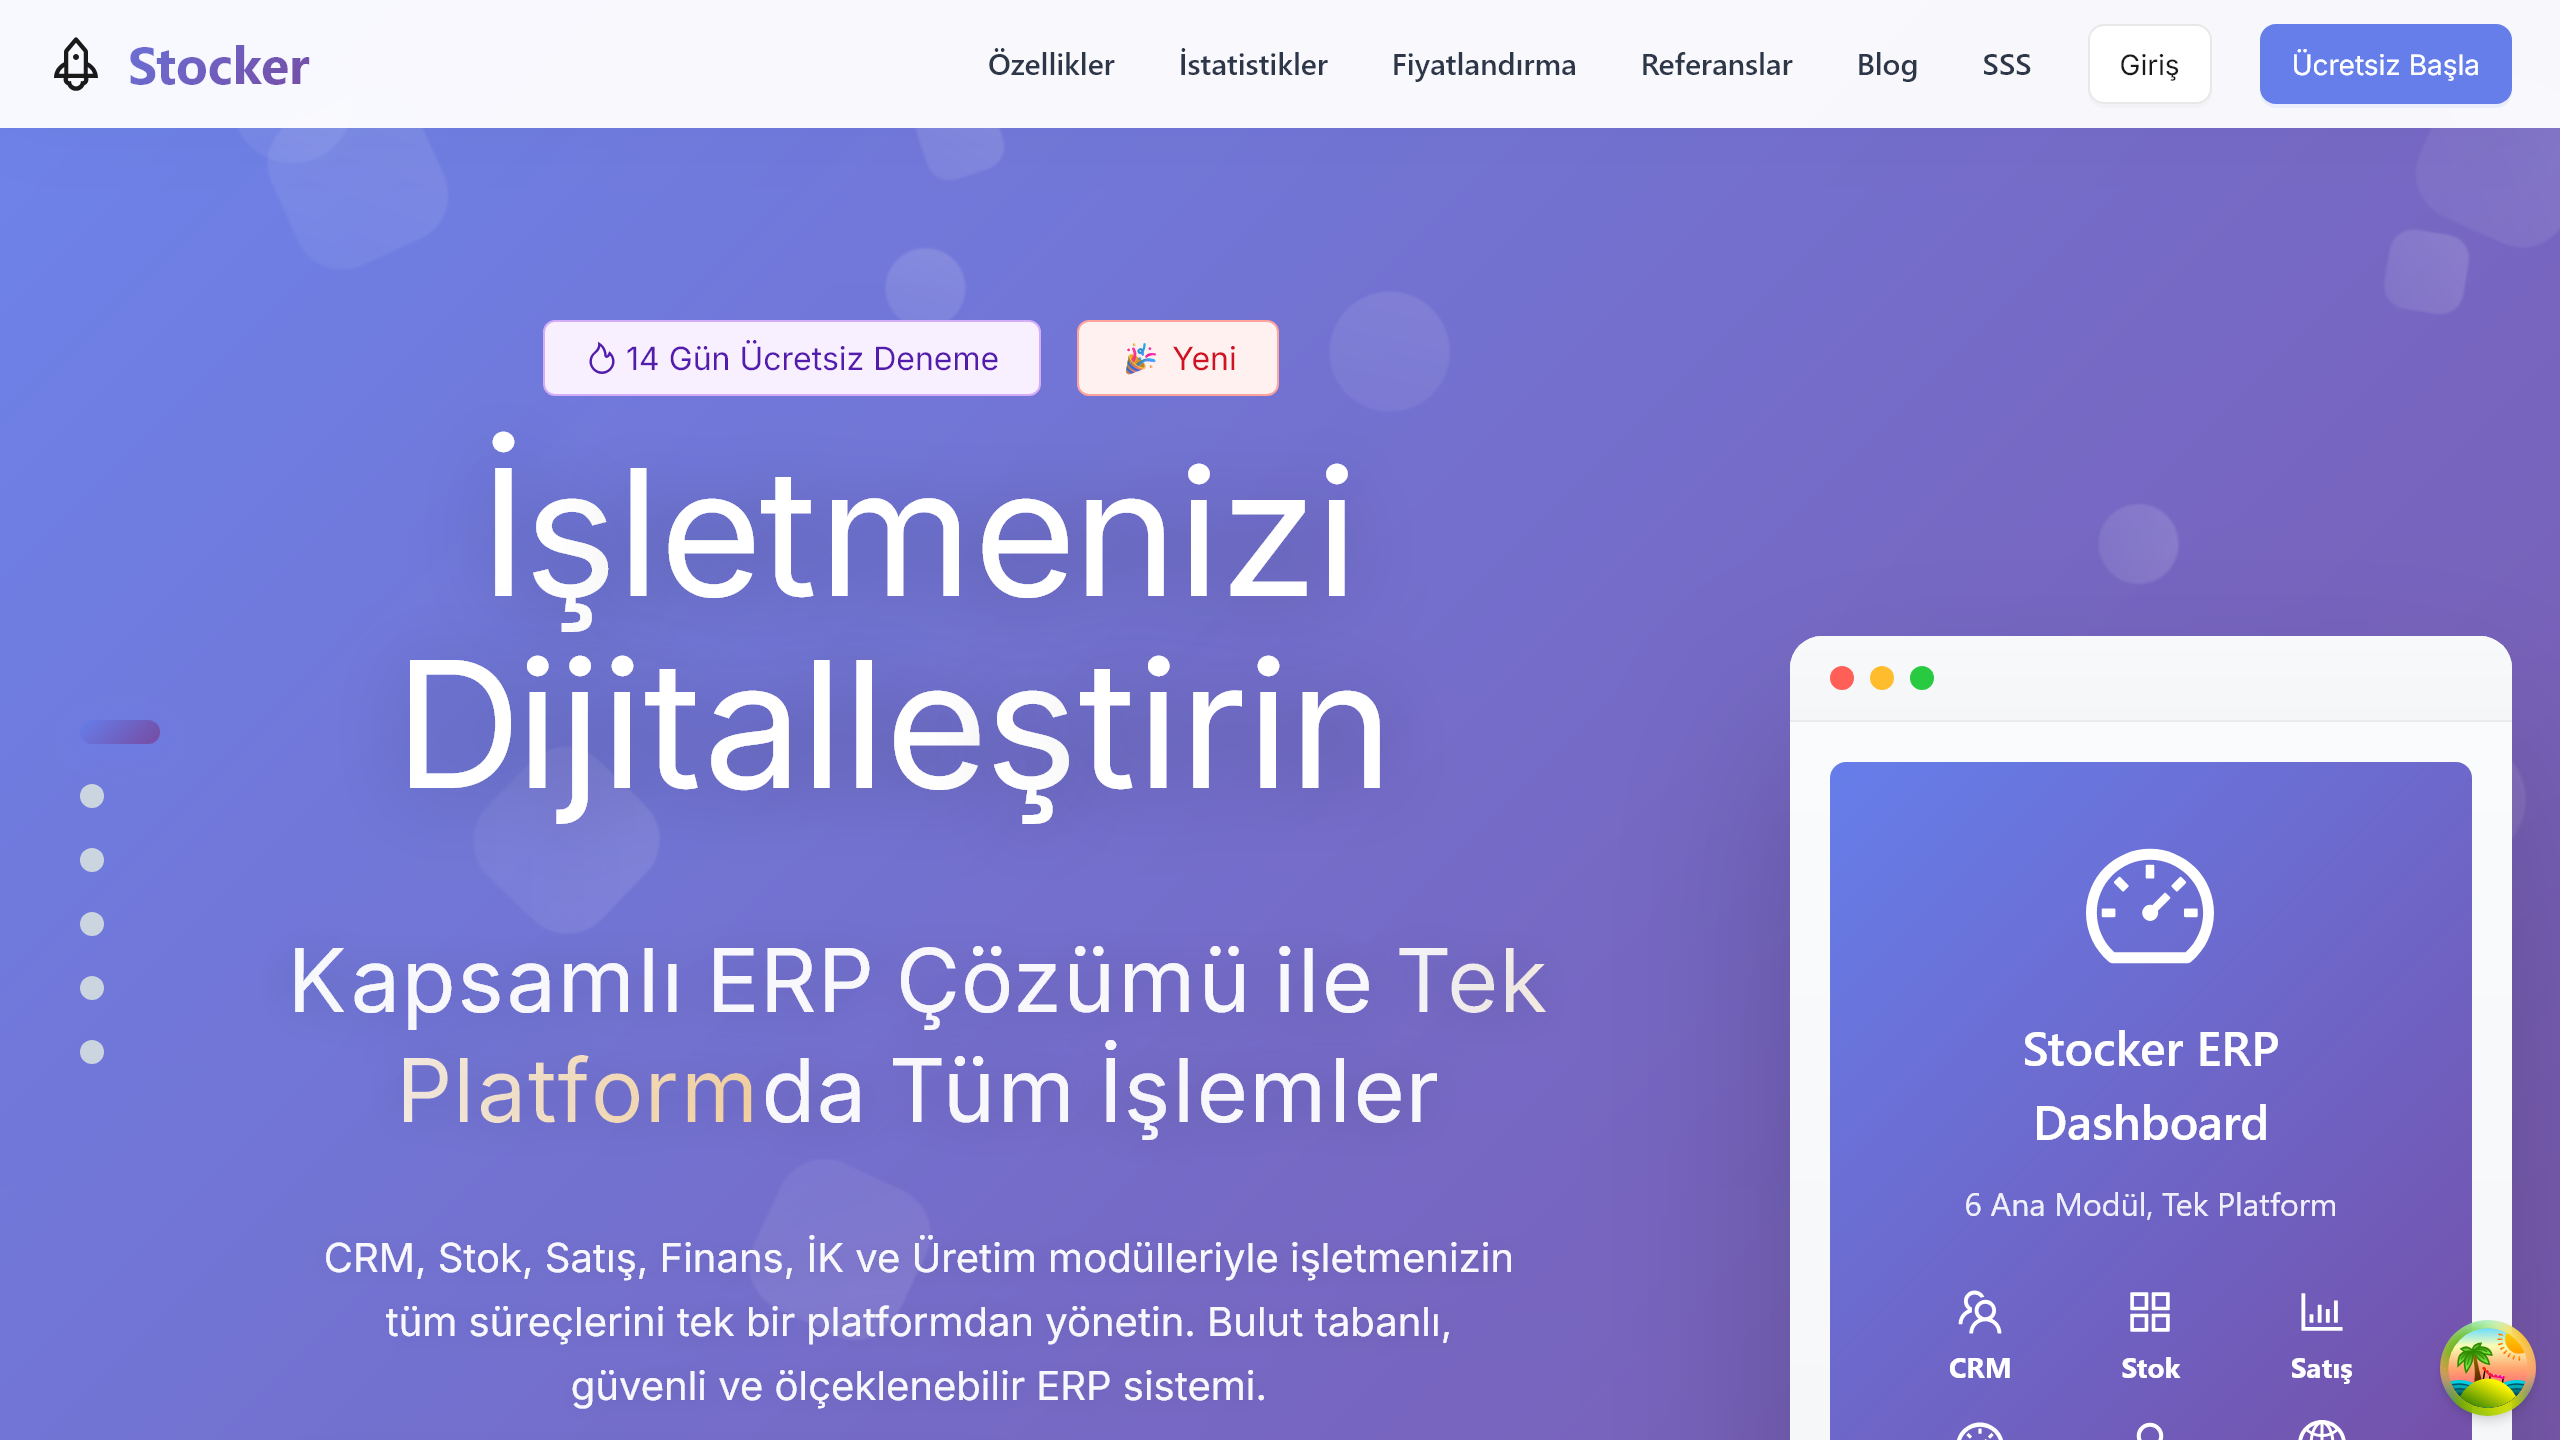 Stocker
Özellikler
İstatistikler
Fiyatlandırma
Referanslar
Blog
SSS
Giriş
Ücretsiz Başla
14 Gün Ücretsiz Deneme
🎉 Yeni
İşletmenizi
Dijitalleştirin
Kapsamlı ERP Çözümü ile Tek
Platformda Tüm İşlemler
CRM, Stok, Satış, Finans, İK ve Üretim modülleriyle işletmenizin
tüm süreçlerini tek bir platformdan yönetin. Bulut tabanlı,
güvenli ve ölçeklenebilir ERP sistemi.
Stocker ERP
Dashboard
6 Ana Modül, Tek Platform
CRM
Stok
Satış